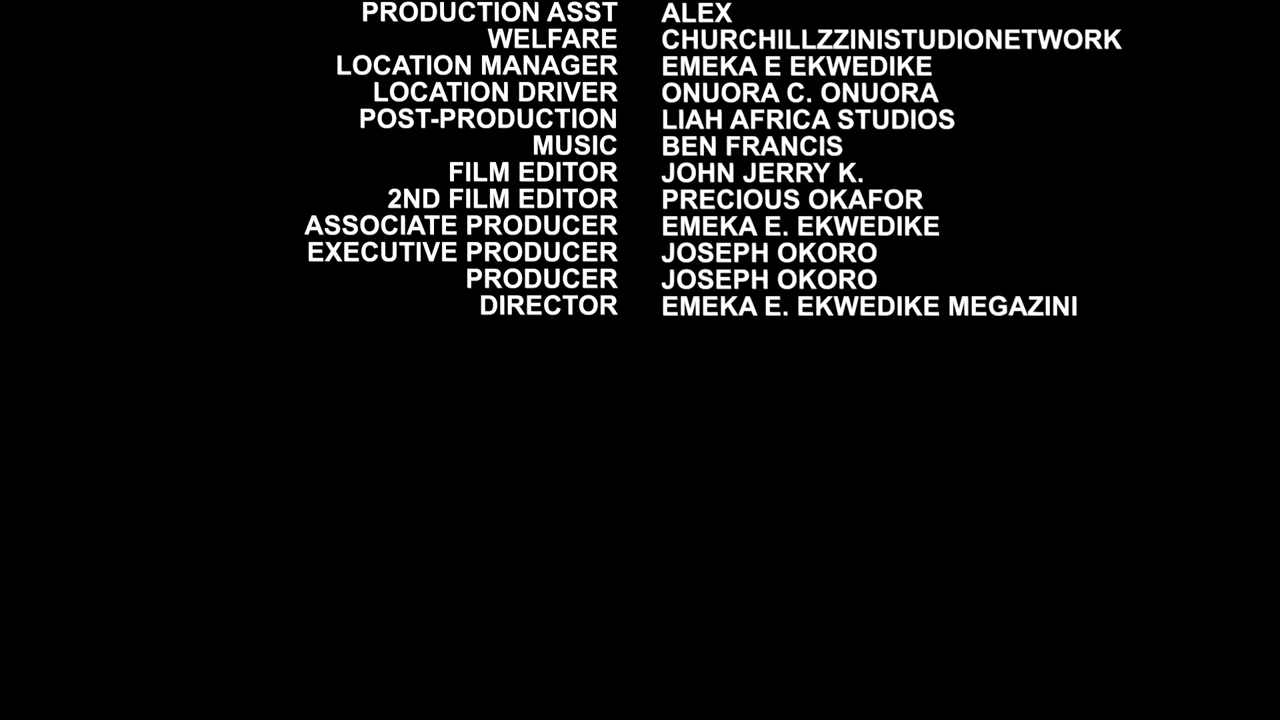 PRODUCTION ASST ALEX
WELFARE CHURCHILLZZINISTUDIONETWORK
LOCATION MANAGER EMEKA E EKWEDIKE
LOCATION DRIVER ONUORA C. ONUORA
POST-PRODUCTION LIAH AFRICA STUDIOS
MUSIC BEN FRANCIS
FILM EDITOR JOHN JERRY K.
2ND FILM EDITOR PRECIOUS OKAFOR
ASSOCIATE PRODUCER EMEKA E. EKWEDIKE
EXECUTIVE PRODUCER JOSEPH OKORO
PRODUCER JOSEPH OKORO
DIRECTOR EMEKA E. EKWEDIKE MEGAZINI